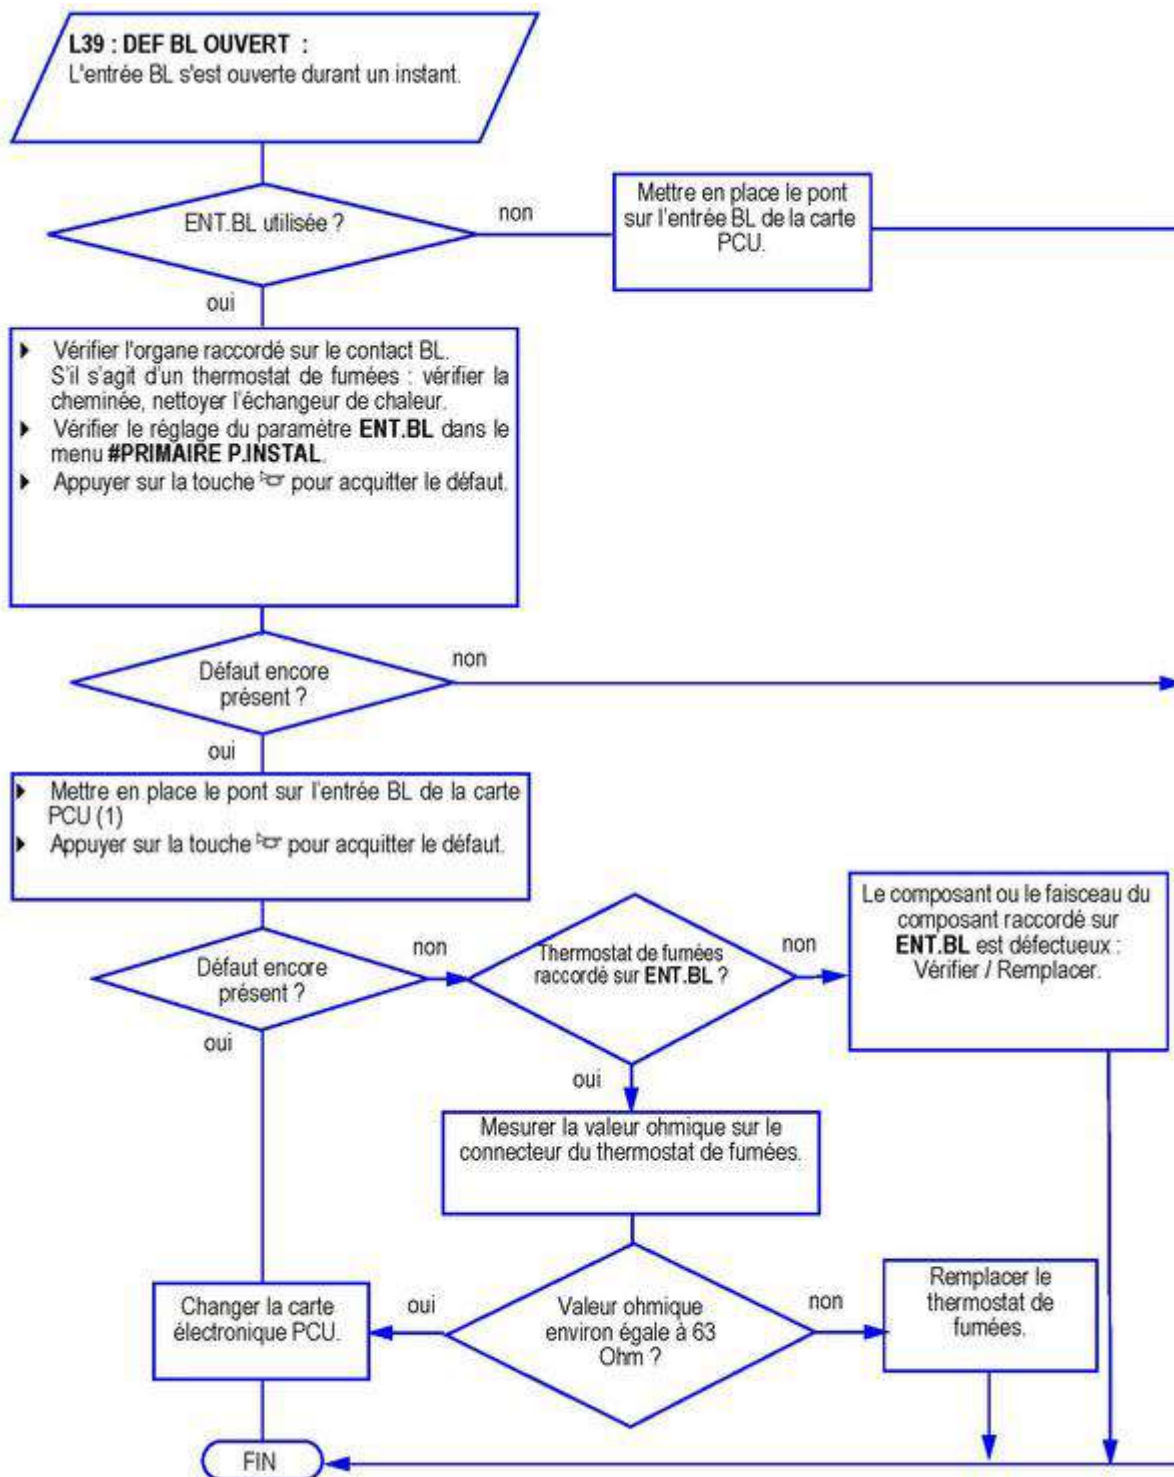 L39 : DEF BL OUVERT :
L'entrée BL s'est ouverte durant un instant.
ENT.BL utilisée ?
non
Mettre en place le pont
sur l'entrée BL de la carte
PCU.
oui
Vérifier l'organe raccordé sur le contact BL.
S'il s'agit d'un thermostat de fumées : vérifier la
cheminée, nettoyer l'échangeur de chaleur.
Vérifier le réglage du paramètre ENT.BL dans le
menu #PRIMAIRE P.INSTAL.
Appuyer sur la touche pour acquitter le défaut.
Défaut encore
présent ?
non
oui
Mettre en place le pont sur l'entrée BL de la carte
PCU (1)
Appuyer sur la touche pour acquitter le défaut.
Défaut encore
présent ?
non
Thermostat de fumées
raccordé sur ENT.BL ?
non
Le composant ou le faisceau du
composant raccordé sur
ENT.BL est défectueux :
Vérifier / Remplacer.
oui
oui
Mesurer la valeur ohmique sur le
connecteur du thermostat de fumées.
Changer la carte
électronique PCU.
oui
Valeur ohmique
environ égale à 63
Ohm ?
non
Remplacer le
thermostat de
fumées.
FIN